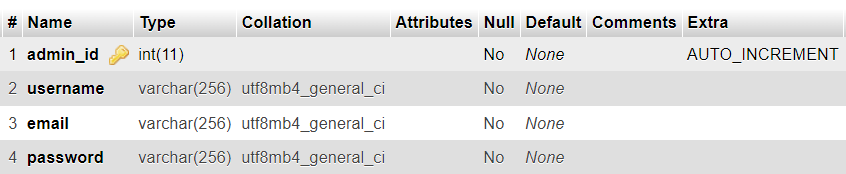 # Name Type Collation Attributes Null Default Comments Extra
1 admin_id int(11) No None AUTO_INCREMENT
2 username varchar(256) utf8mb4_general_ci No None
3 email varchar(256) utf8mb4_general_ci No None
4 password varchar(256) utf8mb4_general_ci No None